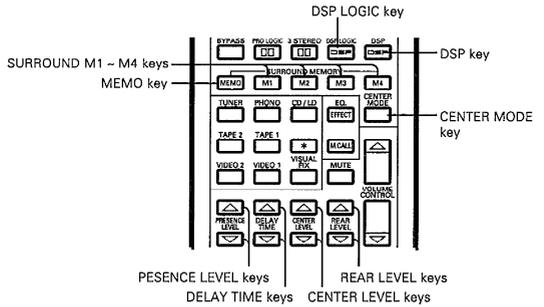 DSP LOGIC key
BYPASS PRO LOGIC 3 STEREO DSP LOGIC DSP
DSP key
SURROUND M1 ~ M4 keys
SURROUND MEMORY
MEMO key
MEMO M1 M2 M3 M4
TUNER PHONO CD / LD EQ. CENTER MODE
EFFECT
CENTER MODE
key
TAPE 2 TAPE 1
* M.CALL
VISUAL
VIDEO 2 VIDEO 1 FIX MUTE
VOLUME
CONTROL
PRESENCE DELAY CENTER REAR
LEVEL TIME LEVEL LEVEL
PESENCE LEVEL keys REAR LEVEL keys
DELAY TIME keys CENTER LEVEL keys